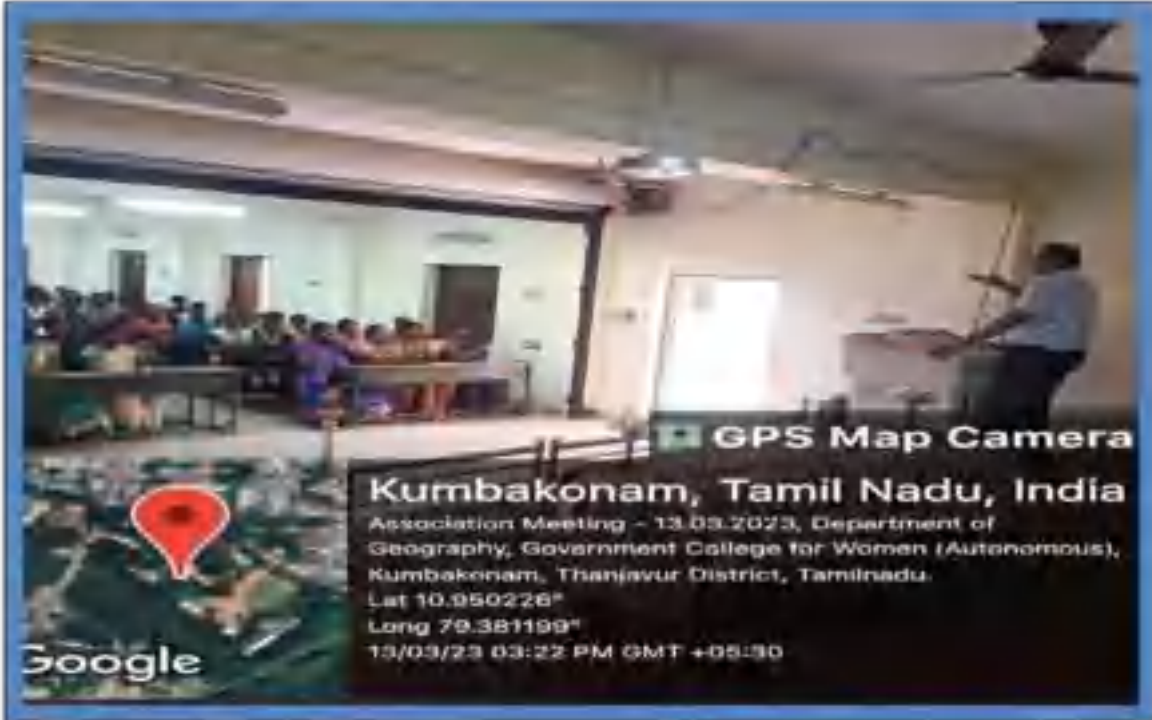 GPS Map Camera
Kumbakonam, Tamil Nadu, India
Association Meeting - 13.03.2023, Department of
Geography, Government College for Women (Autonomous),
Kumbakonam, Thanjavur District, Tamilnadu.
Lat 10.950226°
Long 79.381199°
13/03/23 03:22 PM GMT +05:30
Google